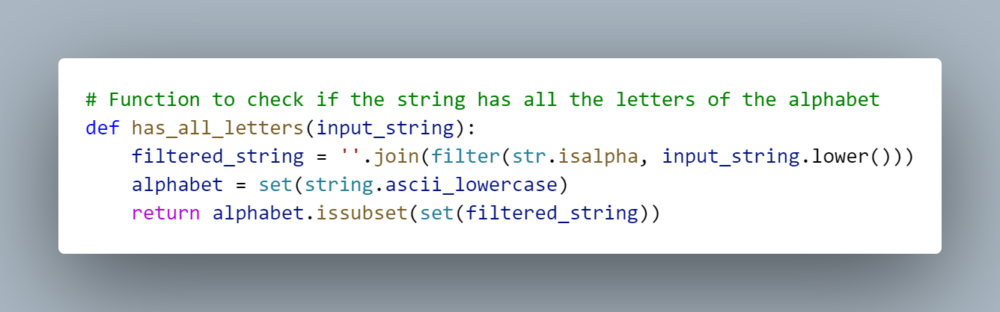 # Function to check if the string has all the letters of the alphabet
def has_all_letters(input_string):
    filtered_string = ''.join(filter(str.isalpha, input_string.lower()))
    alphabet = set(string.ascii_lowercase)
    return alphabet.issubset(set(filtered_string))